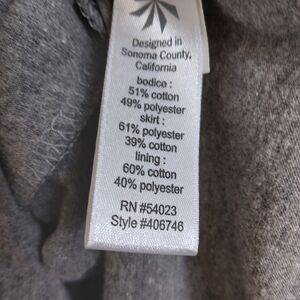 Designed in
Sonoma County,
California
bodice :
51% cotton
49% polyester
skirt :
61% polyester
39% cotton
lining :
60% cotton
40% polyester
RN #54023
Style #406746